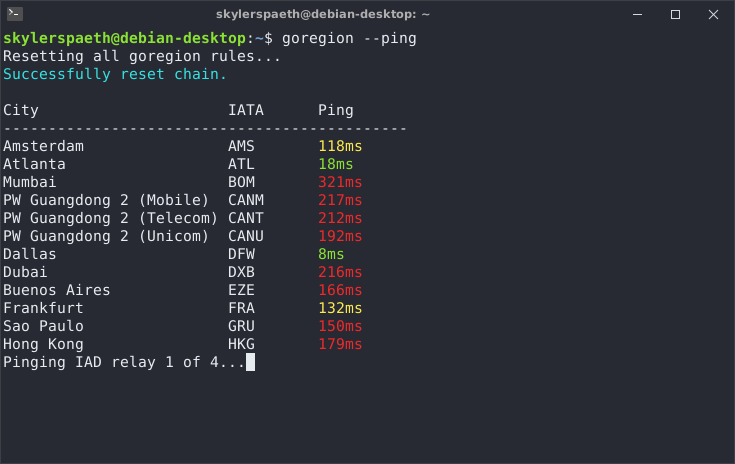 skylerspaeth@debian-desktop: ~
skylerspaeth@debian-desktop:~$ goregion --ping
Resetting all goregion rules...
Successfully reset chain.
City IATA Ping
---------------------------------------------
Amsterdam AMS 118ms
Atlanta ATL 18ms
Mumbai BOM 321ms
PW Guangdong 2 (Mobile) CANM 217ms
PW Guangdong 2 (Telecom) CANT 212ms
PW Guangdong 2 (Unicom) CANU 192ms
Dallas DFW 8ms
Dubai DXB 216ms
Buenos Aires EZE 166ms
Frankfurt FRA 132ms
Sao Paulo GRU 150ms
Hong Kong HKG 179ms
Pinging IAD relay 1 of 4...